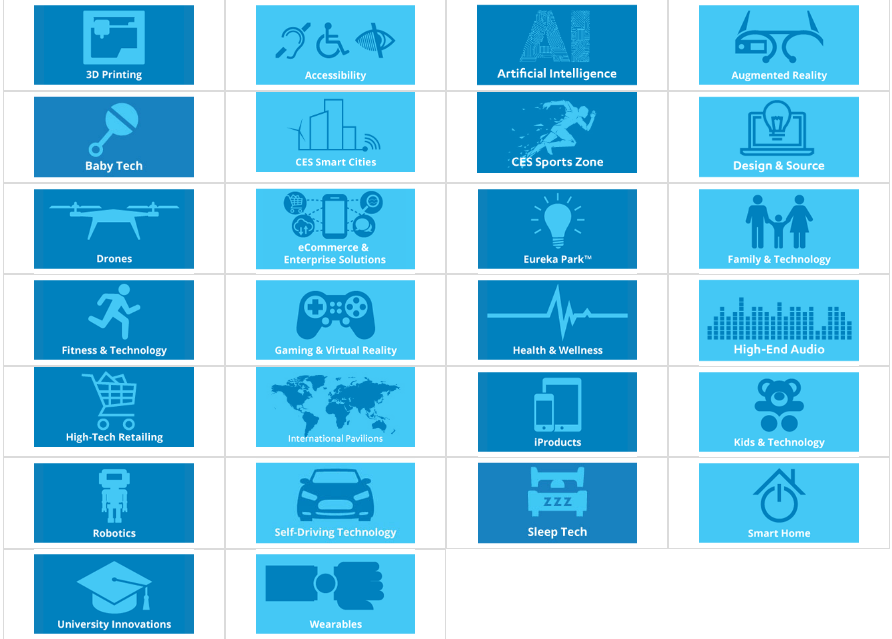 3D Printing
Accessibility
AI
Artificial Intelligence
Augmented Reality
Baby Tech
CES Smart Cities
CES Sports Zone
Design & Source
Drones
eCommerce &
Enterprise Solutions
Eureka Park™
Family & Technology
Fitness & Technology
Gaming & Virtual Reality
Health & Wellness
High-End Audio
High-Tech Retailing
International Pavilions
iProducts
Kids & Technology
Robotics
Self-Driving Technology
ZZZ
Sleep Tech
Smart Home
University Innovations
Wearables